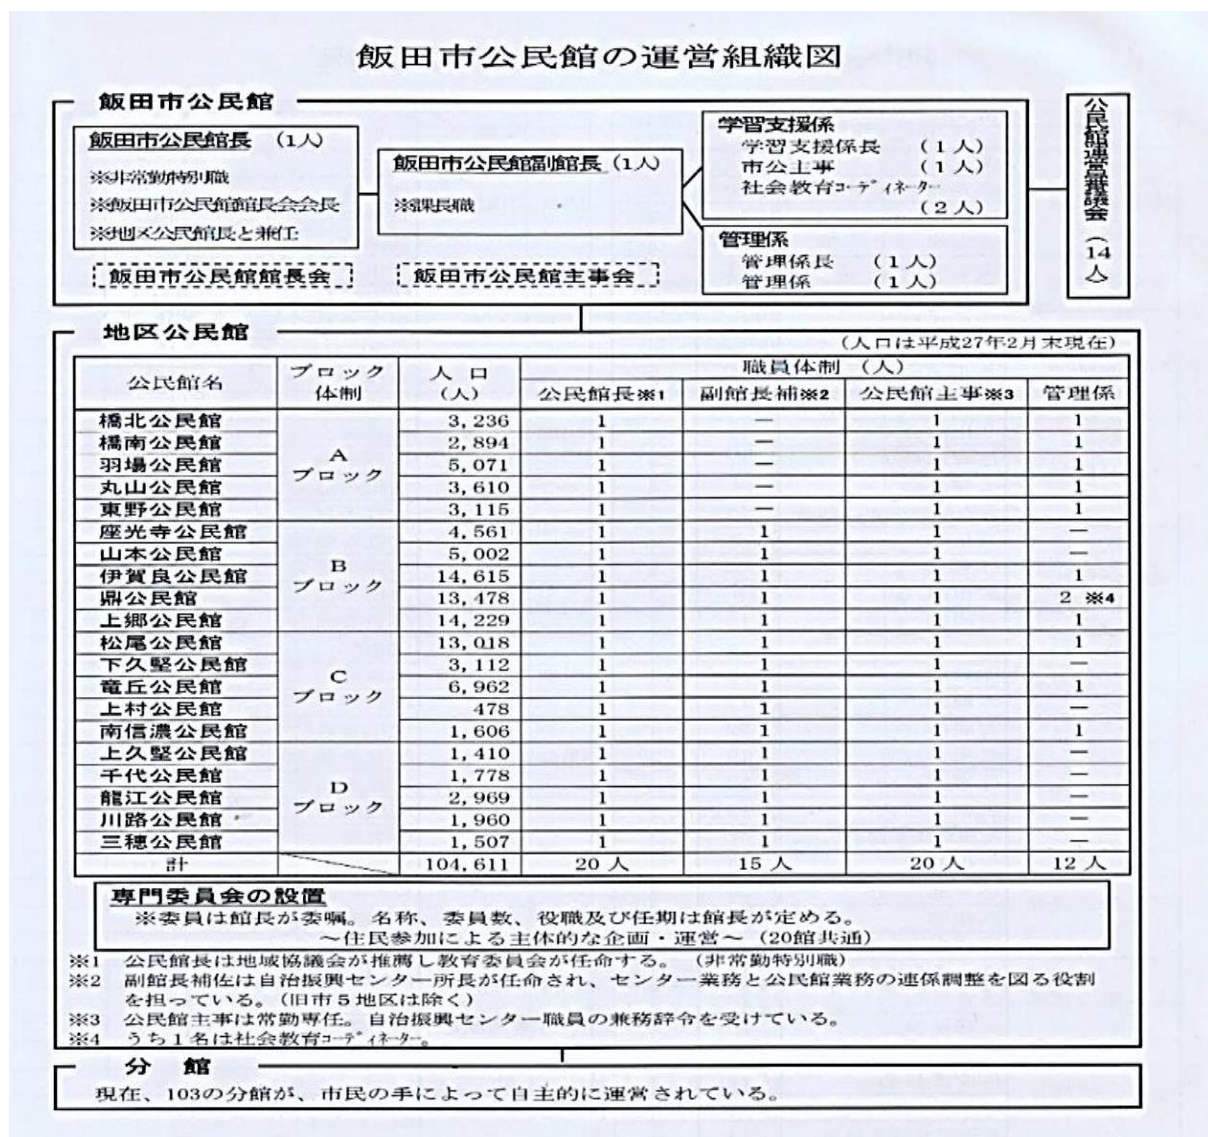 飯田市公民館の運営組織図
飯田市公民館
飯田市公民館長 (1人)
※非常勤特別職
※飯田市公民館館長会会長
※地区公民館長と兼任
飯田市公民館副館長 (1人)
※課長職
学習支援係
学習支援係長 (1人)
市公主事 (1人)
社会教育ｺｰﾃﾞｨﾈｰﾀｰ
(2人)
管理係
管理係長 (1人)
管理係 (1人)
飯田市公民館館長会
飯田市公民館主事会
公民館運営審議会(14人)
地区公民館
(人口は平成27年2月末現在)
公民館名 ブロック体制 人口(人) 職員体制 (人)
公民館長※1 副館長補※2 公民館主事※3 管理係
橋北公民館 3,236 1 — 1 1
橋南公民館 2,894 1 — 1 1
羽場公民館 5,071 1 — 1 1
丸山公民館 3,610 1 — 1 1
東野公民館 3,115 1 — 1 1
Aブロック
座光寺公民館 4,561 1 1 1 —
山本公民館 5,002 1 1 1 —
伊賀良公民館 14,615 1 1 1 1
鼎公民館 13,478 1 1 1 2 ※4
上郷公民館 14,229 1 1 1 1
Bブロック
松尾公民館 13,018 1 1 1 1
下久堅公民館 3,112 1 1 1 —
竜丘公民館 6,962 1 1 1 1
上村公民館 478 1 1 1 —
南信濃公民館 1,606 1 1 1 1
Cブロック
上久堅公民館 1,410 1 1 1 —
千代公民館 1,778 1 1 1 —
龍江公民館 2,969 1 1 1 —
川路公民館 1,960 1 1 1 —
三穂公民館 1,507 1 1 1 —
Dブロック
計 104,611 20人 15人 20人 12人
専門委員会の設置
※委員は館長が委嘱。名称、委員数、役職及び任期は館長が定める。
～住民参加による主体的な企画・運営～ (20館共通)
※1 公民館長は地域協議会が推薦し教育委員会が任命する。 (非常勤特別職)
※2 副館長補佐は自治振興センター所長が任命され、センター業務と公民館業務の連係調整を図る役割
を担っている。(旧市5地区は除く)
※3 公民館主事は常勤専任。自治振興センター職員の兼務辞令を受けている。
※4 うち1名は社会教育ｺｰﾃﾞｨﾈｰﾀｰ。
分 館
現在、103の分館が、市民の手によって自主的に運営されている。